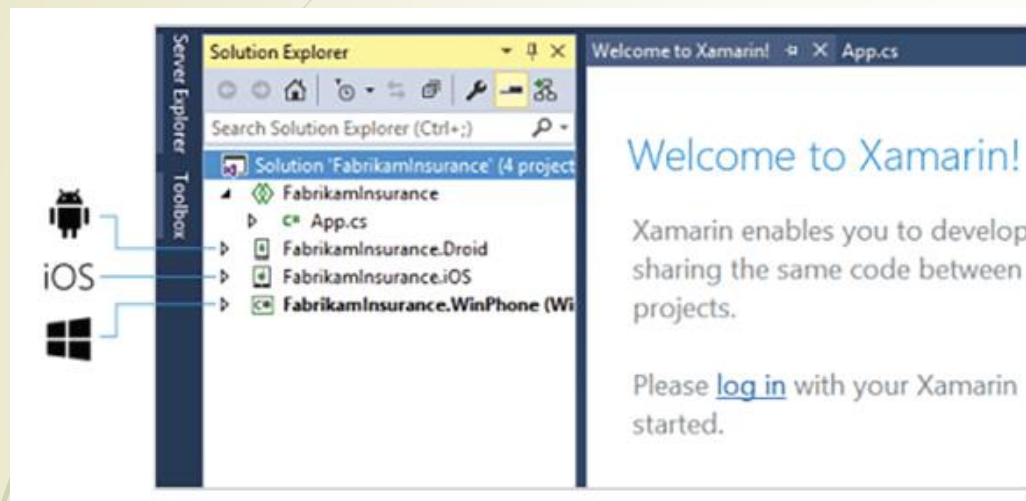 Server Explorer
Toolbox
Solution Explorer
Search Solution Explorer (Ctrl+;)
Solution 'FabrikamInsurance' (4 project
FabrikamInsurance
C# App.cs
FabrikamInsurance.Droid
FabrikamInsurance.iOS
C# FabrikamInsurance.WinPhone (Wi
iOS
Welcome to Xamarin!
App.cs
Welcome to Xamarin!
Xamarin enables you to develop
sharing the same code between
projects.
Please log in with your Xamarin
started.